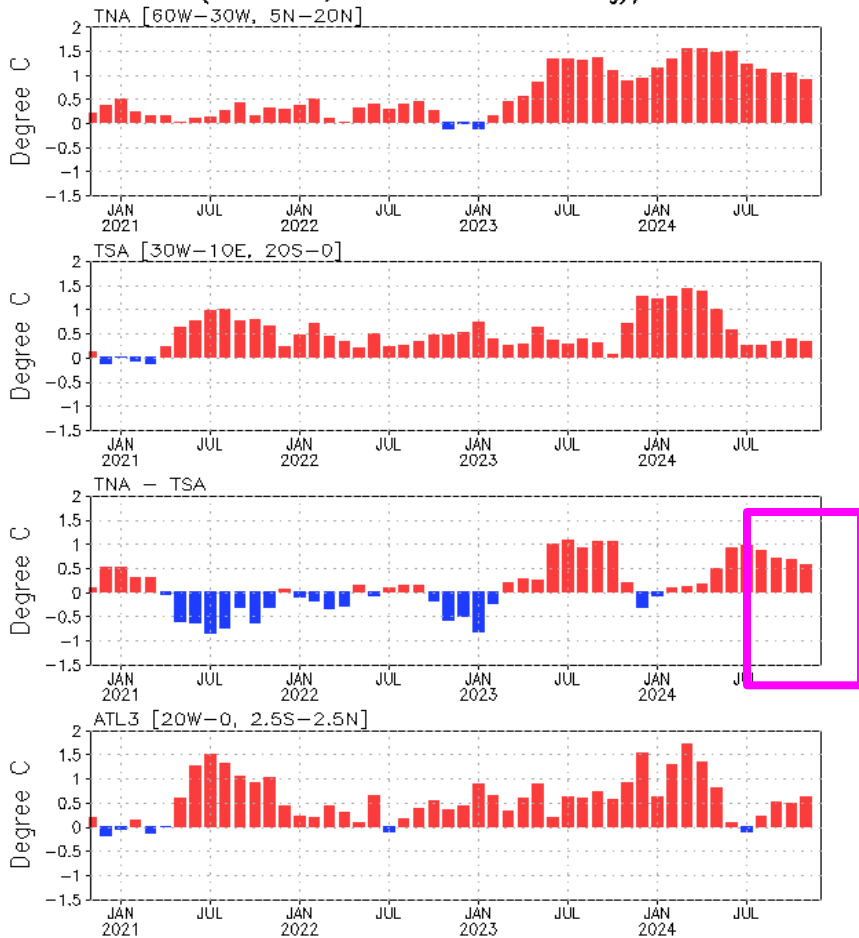 TNA [60W-30W, 5N-20N]
Degree C
2
1.5
1
0.5
0
-0.5
-1
-1.5
JAN JUL JAN JUL JAN JUL JAN JUL
2021 2022 2023 2024
TSA [30W-10E, 20S-0]
Degree C
2
1.5
1
0.5
0
-0.5
-1
-1.5
JAN JUL JAN JUL JAN JUL JAN JUL
2021 2022 2023 2024
TNA - TSA
Degree C
2
1.5
1
0.5
0
-0.5
-1
-1.5
JAN JUL JAN JUL JAN JUL JAN JUL
2021 2022 2023 2024
ATL3 [20W-0, 2.5S-2.5N]
Degree C
2
1.5
1
0.5
0
-0.5
-1
-1.5
JAN JUL JAN JUL JAN JUL JAN JUL
2021 2022 2023 2024